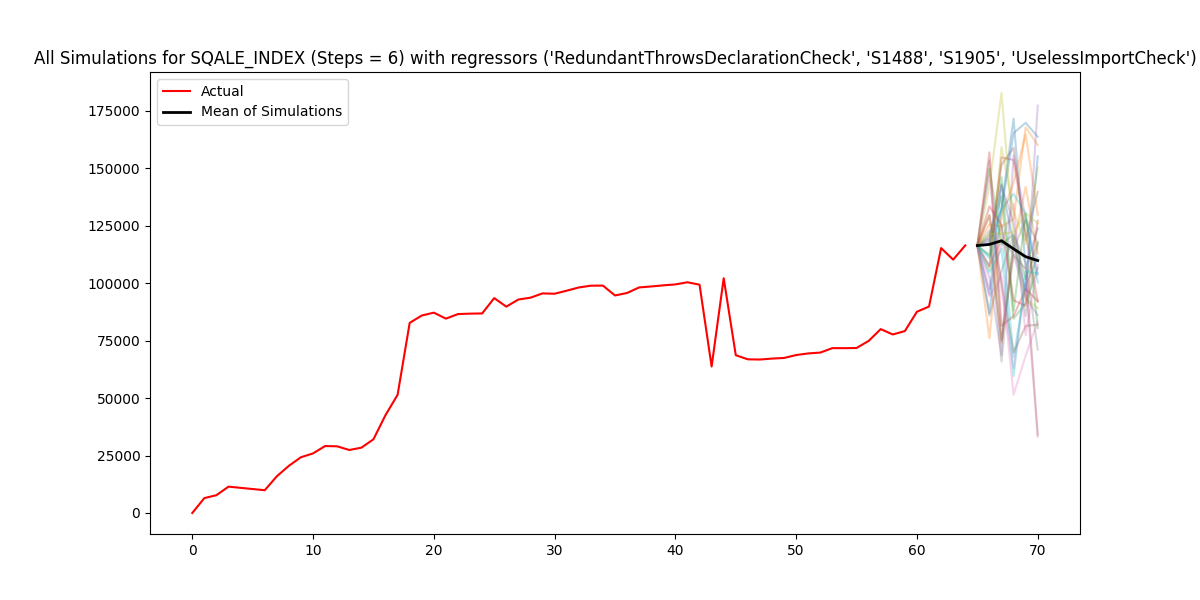 All Simulations for SQALE_INDEX (Steps = 6) with regressors ('RedundantThrowsDeclarationCheck', 'S1488', 'S1905', 'UselessImportCheck')
Actual
Mean of Simulations
175000
150000
125000
100000
75000
50000
25000
0
0 10 20 30 40 50 60 70